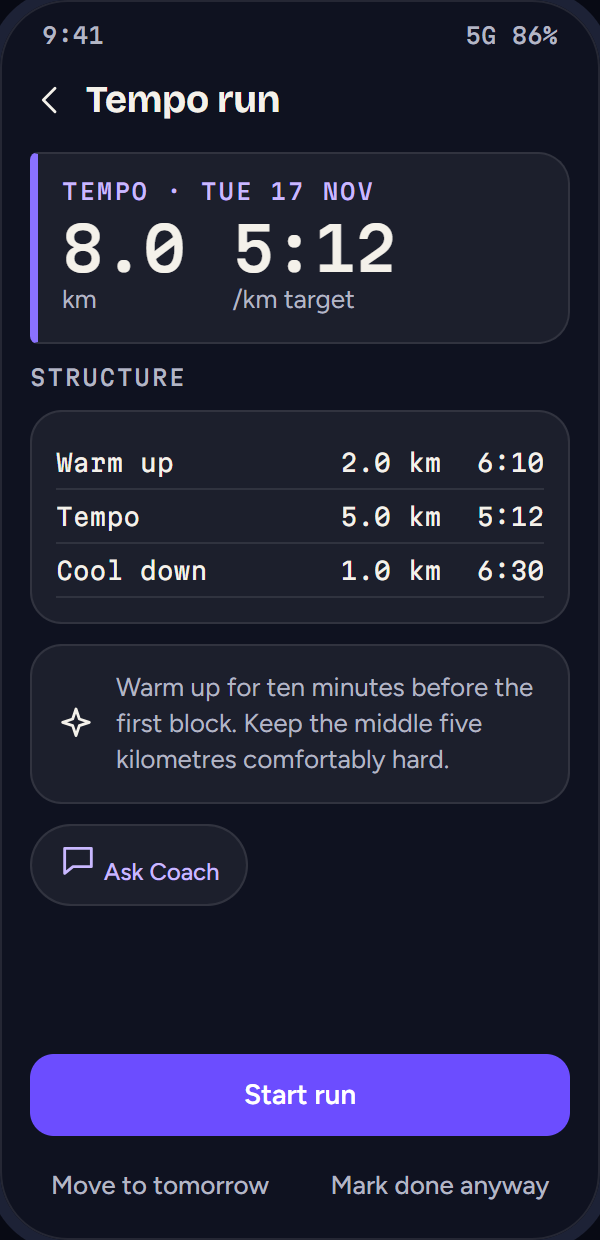 9:41 5G 86%
Tempo run
TEMPO · TUE 17 NOV
8.0 5:12
km /km target
STRUCTURE
Warm up 2.0 km 6:10
Tempo 5.0 km 5:12
Cool down 1.0 km 6:30
Warm up for ten minutes before the
first block. Keep the middle five
kilometres comfortably hard.
Ask Coach
Start run
Move to tomorrow Mark done anyway